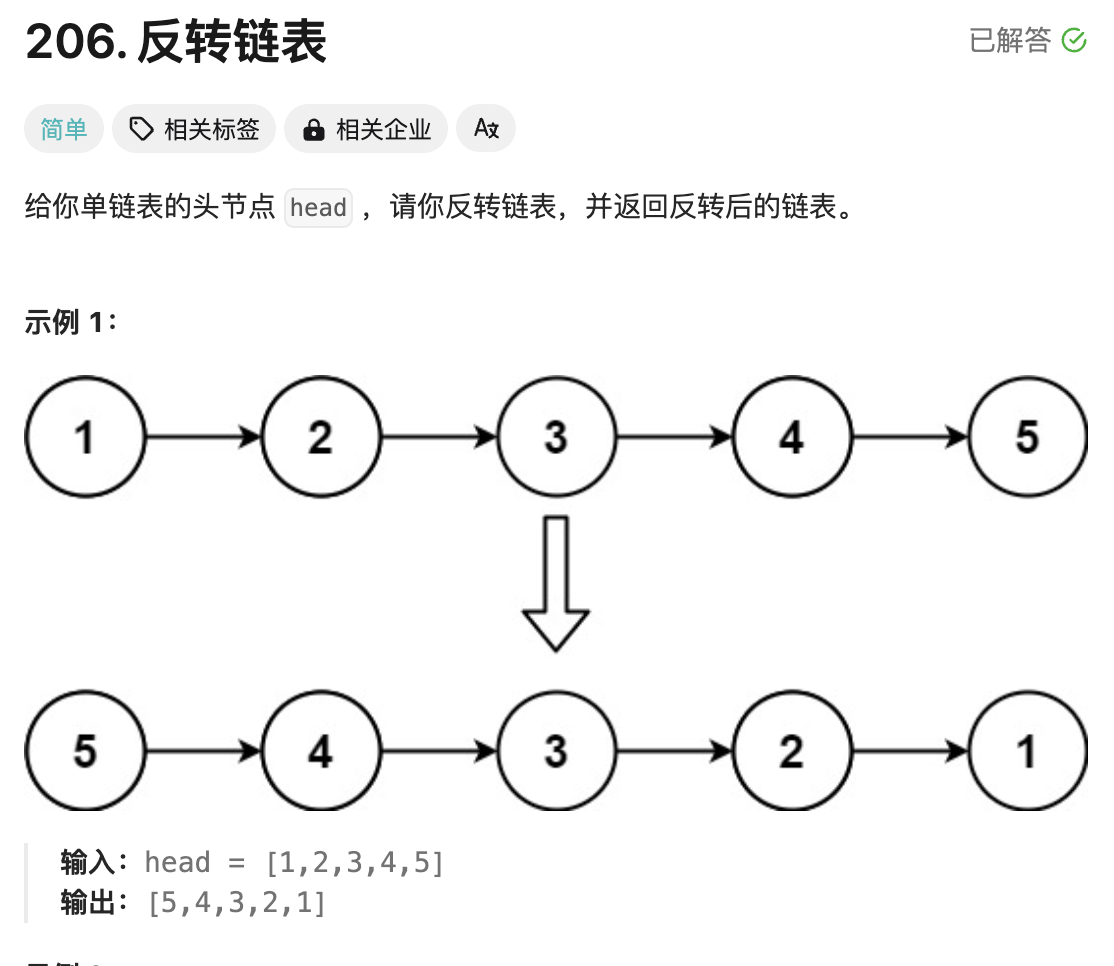 206. 反转链表
已解答
简单 相关标签 相关企业
给你单链表的头节点 head ，请你反转链表，并返回反转后的链表。
示例 1：
1 2 3 4 5
5 4 3 2 1
输入：head = [1,2,3,4,5]
输出：[5,4,3,2,1]